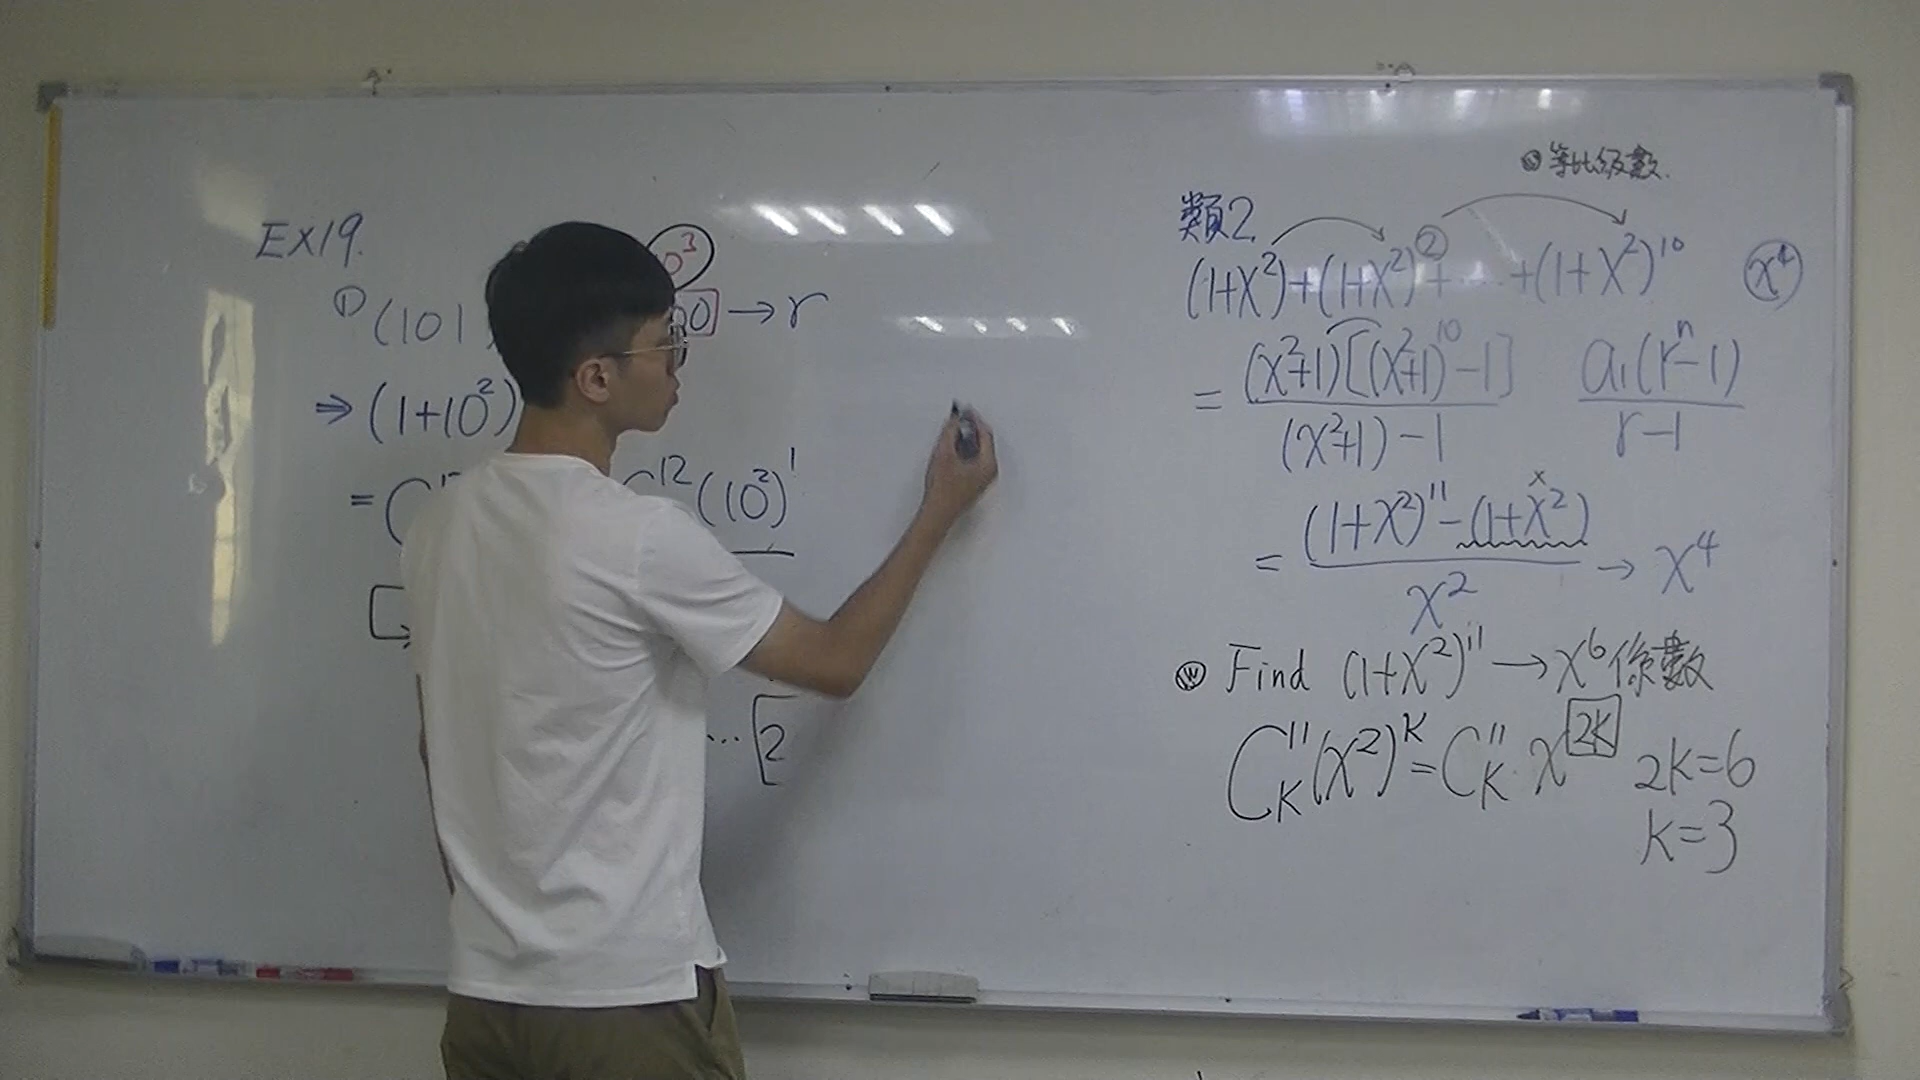 EX19.
① (101
10³
00 → r
⇒ (1+10²)
= C
C¹²(10²)¹
... 2
等比級數.
類2.
(1+x²)+(1+x²)²+...+(1+x²)¹⁰
x⁴
= (x²+1)[(x²+1)¹⁰-1] / (x²+1)-1
a₁(rⁿ-1) / r-1
= (1+x²)¹¹-(1+x²) / x² → x⁴
Find (1+x²)¹¹ → x⁶係數
C¹¹ₖ(x²)ᵏ = C¹¹ₖ · x²ᵏ 2k=6
k=3